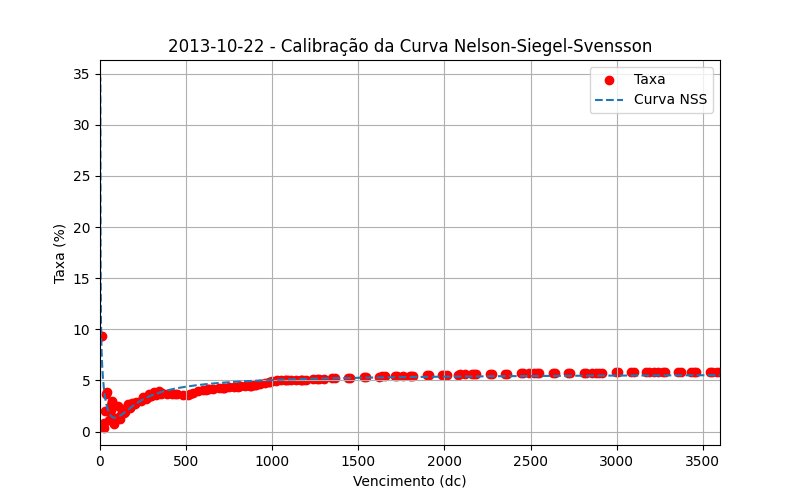 2013-10-22 - Calibração da Curva Nelson-Siegel-Svensson
Taxa
Curva NSS
Taxa (%)
35
30
25
20
15
10
5
0
0 500 1000 1500 2000 2500 3000 3500
Vencimento (dc)